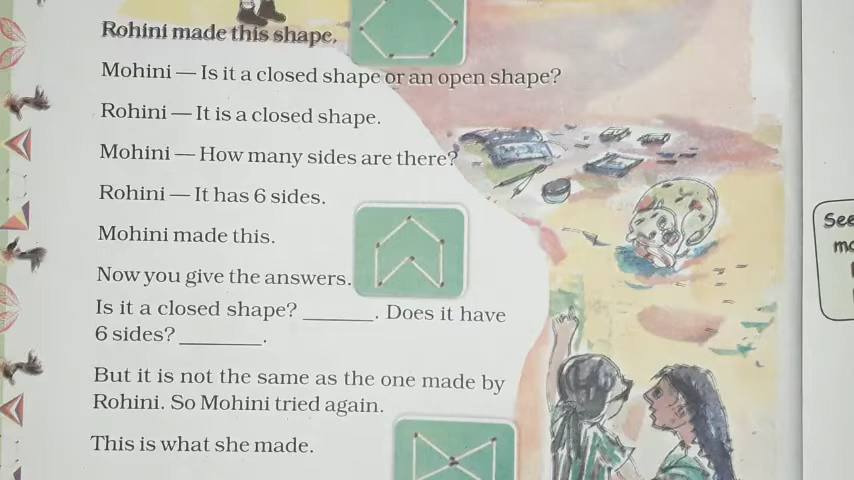 Rohini made this shape.
Mohini — Is it a closed shape or an open shape?
Rohini — It is a closed shape.
Mohini — How many sides are there?
Rohini — It has 6 sides.
Mohini made this.
Now you give the answers.
Is it a closed shape? _______. Does it have
6 sides? ________.
But it is not the same as the one made by
Rohini. So Mohini tried again.
This is what she made.
See